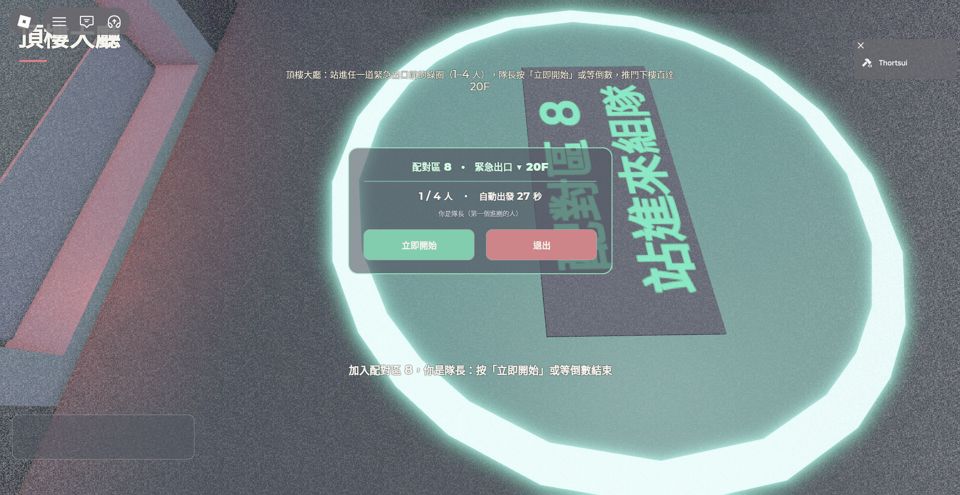 頂樓大廳
Thortsui
頂樓大廳：站進任一道緊急出口前的綠圈（1–4 人），隊長按「立即開始」或等倒數，推門下樓直達
20F
配對區 8
站進來組隊
配對區 8 • 緊急出口 ▼ 20F
1 / 4 人 • 自動出發 27 秒
你是隊長（第一個進圈的人）
立即開始
退出
加入配對區 8，你是隊長：按「立即開始」或等倒數結束